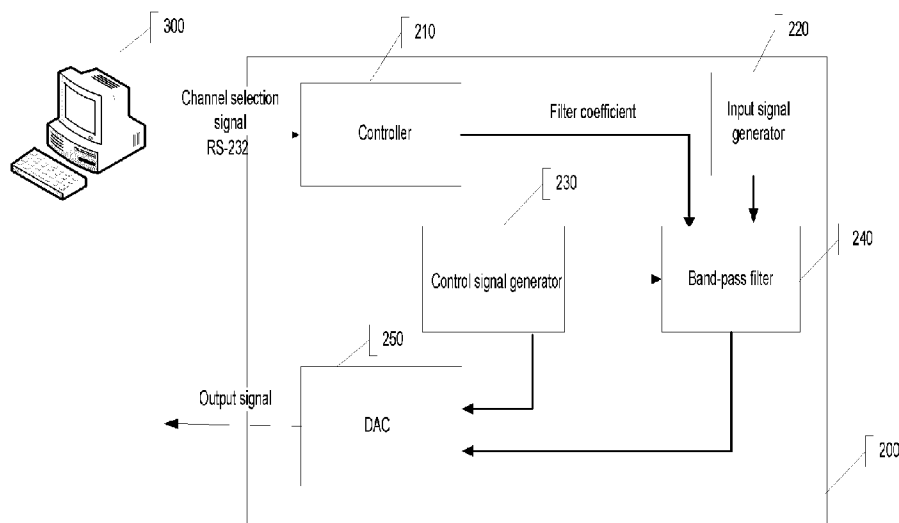 300
210
220
Channel selection
signal
RS-232
Controller
Filter coefficient
Input signal
generator
230
240
Control signal generator
Band-pass filter
250
Output signal
DAC
200